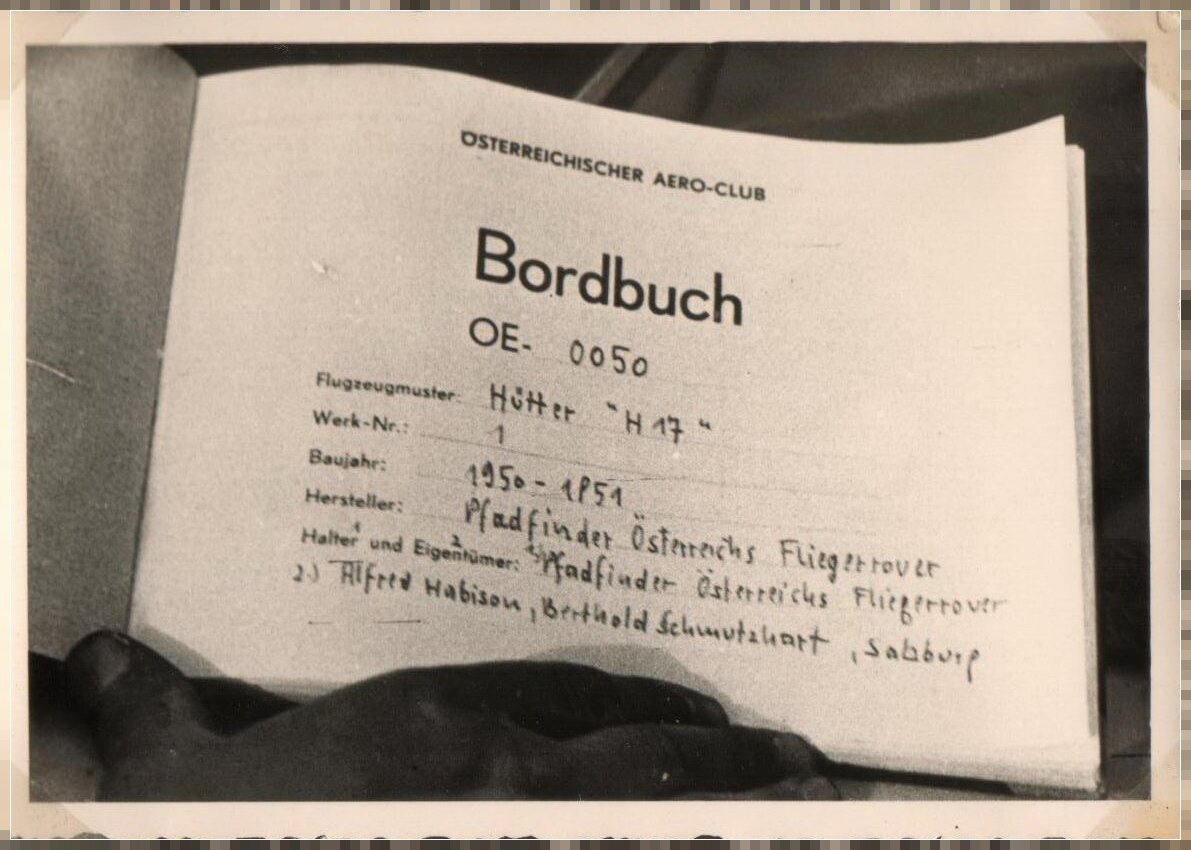 ÖSTERREICHISCHER AERO-CLUB
Bordbuch
OE- 0050
Flugzeugmuster: Hütter "H 17"
Werk-Nr.: 1
Baujahr: 1950 - 1951
Hersteller: Pfadfinder Österreichs Fliegerrover
Halter¹ und Eigentümer²: 1.) Pfadfinder Österreichs Fliegerrover
2.) Alfred Habison, Berthold Schmutzhart, Salzburg